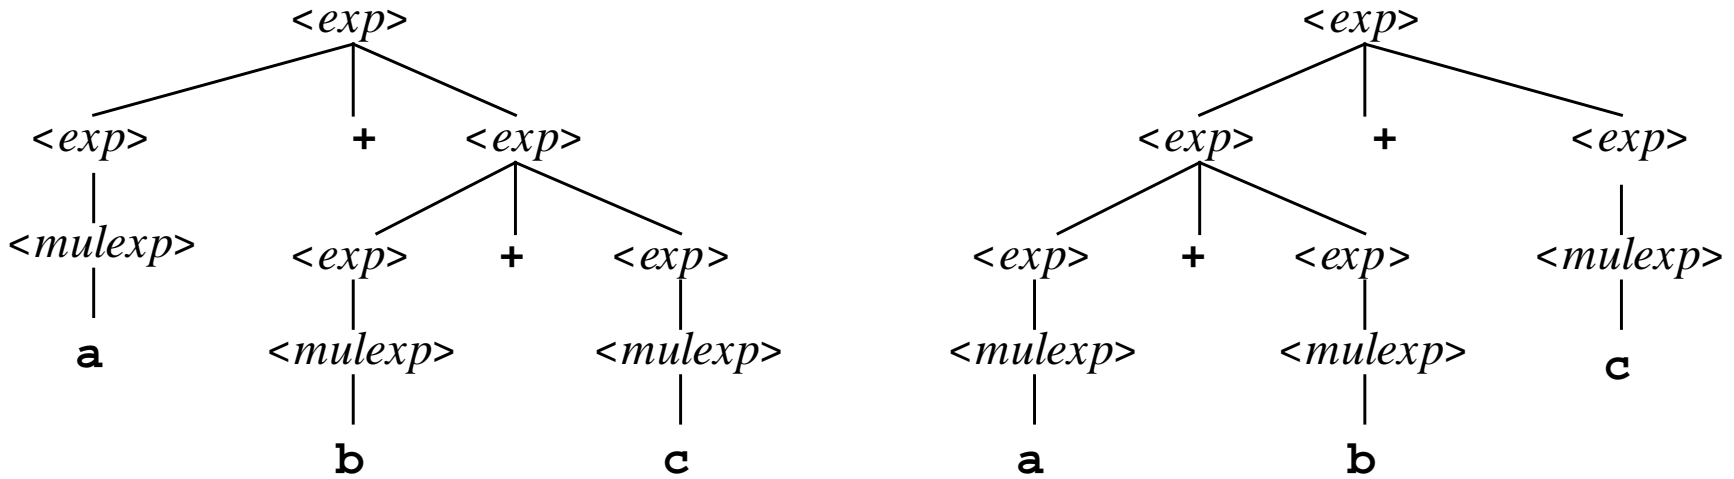 <exp> <exp>
<exp> + <exp> <exp> + <exp>
<mulexp> <exp> + <exp> <exp> + <exp> <mulexp>
a <mulexp> <mulexp> <mulexp> <mulexp> c
b c a b